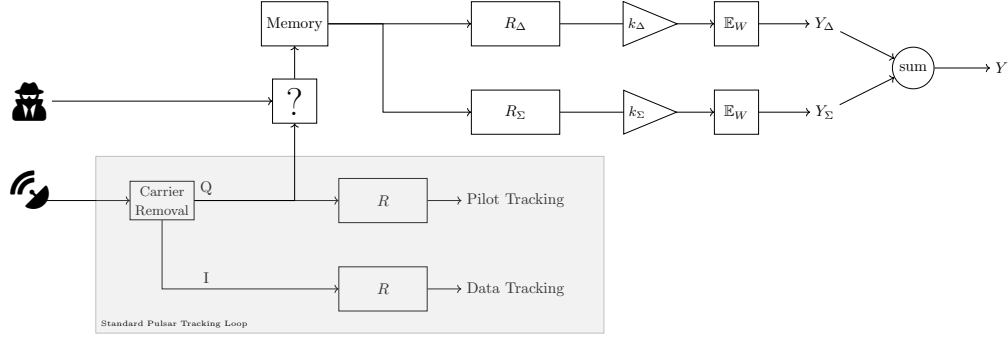 Memory
R_Δ
k_Δ
𝔼_W
Y_Δ
sum
Y
?
R_Σ
k_Σ
𝔼_W
Y_Σ
Carrier
Removal
Q
R
Pilot Tracking
I
R
Data Tracking
Standard Pulsar Tracking Loop